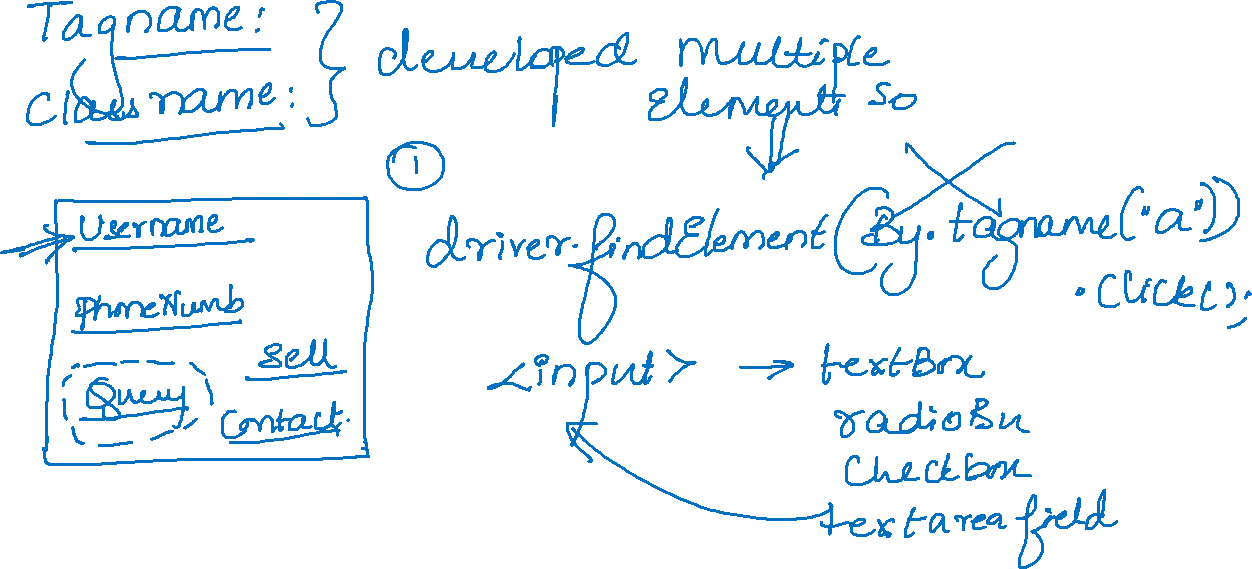 Tagname:
Classname:
developed multiple
Elements so
①
driver.findElement(By.tagname("a"))
.click();
Username
PhoneNumb
Sell
Query
Contact.
<input> → textBox
radioBu
Checkbox
textarea field